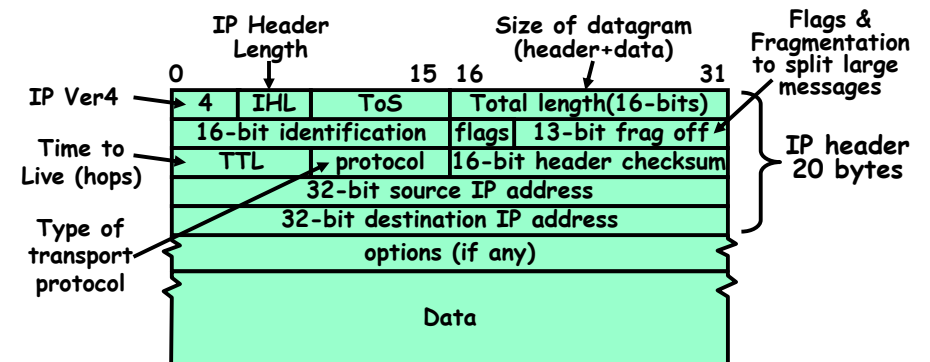 IP Header
Length
Size of datagram
(header+data)
Flags &
Fragmentation
to split large
messages
0 15 16 31
IP Ver4
4 IHL ToS Total length(16-bits)
16-bit identification flags 13-bit frag off
Time to
Live (hops)
TTL protocol 16-bit header checksum
IP header
20 bytes
32-bit source IP address
32-bit destination IP address
Type of
transport
protocol
options (if any)
Data